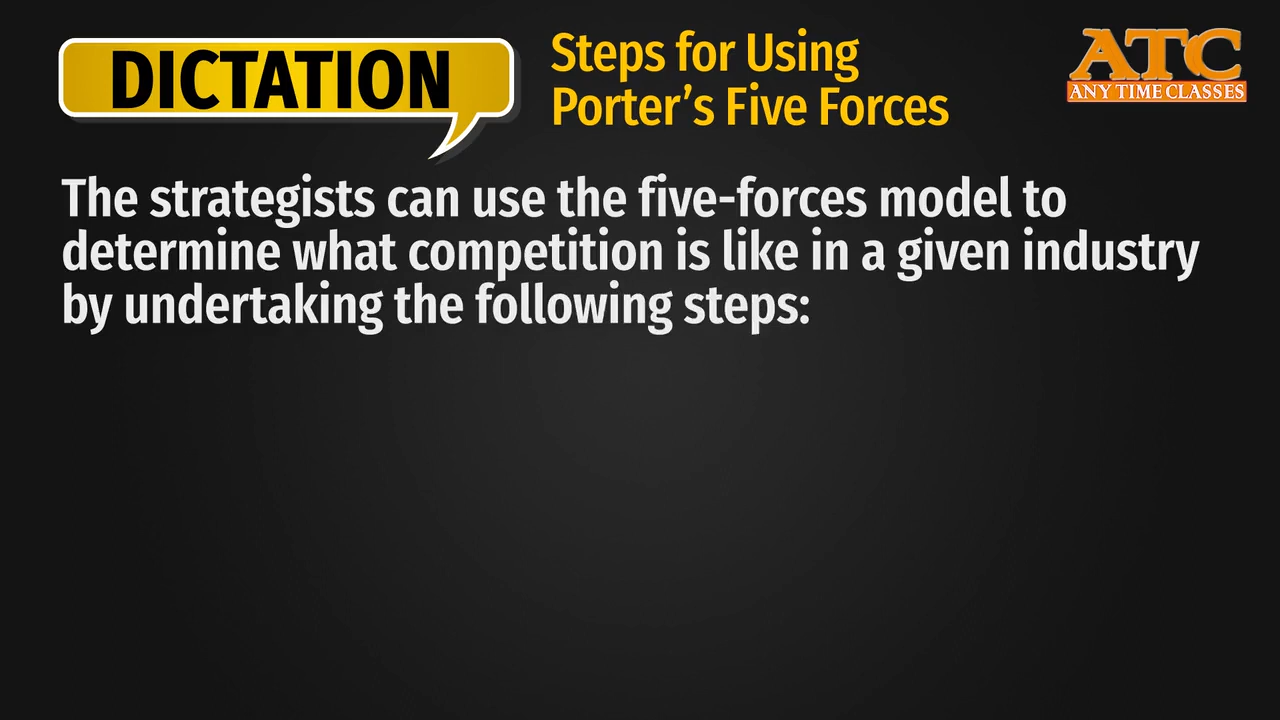 DICTATION
Steps for Using
Porter’s Five Forces
ATC
ANY TIME CLASSES
The strategists can use the five-forces model to
determine what competition is like in a given industry
by undertaking the following steps: